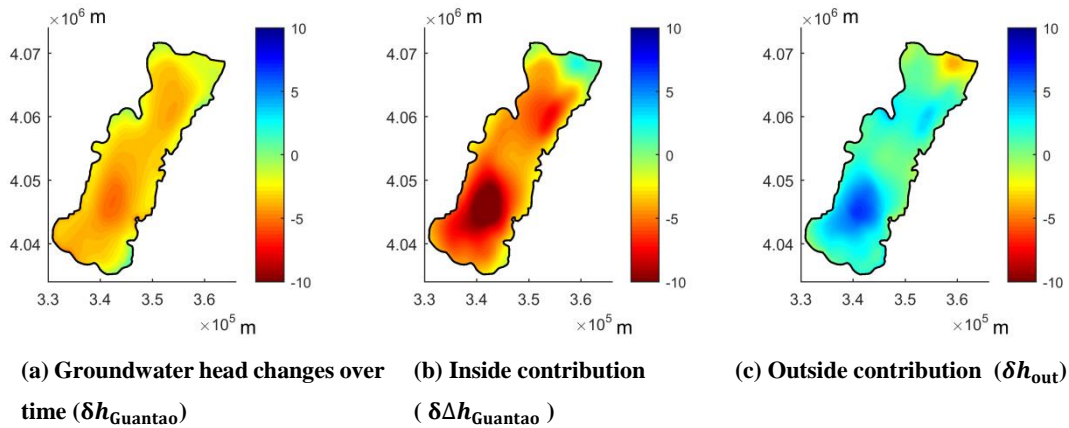 ×10⁶ m
4.07
4.06
4.05
4.04
3.3 3.4 3.5 3.6
×10⁵ m
10
5
0
-5
-10
(a) Groundwater head changes over
time (δh_Guantao)
×10⁶ m
4.07
4.06
4.05
4.04
3.3 3.4 3.5 3.6
×10⁵ m
10
5
0
-5
-10
(b) Inside contribution
( δΔh_Guantao )
×10⁶ m
4.07
4.06
4.05
4.04
3.3 3.4 3.5 3.6
×10⁵ m
10
5
0
-5
-10
(c) Outside contribution (δh_out)